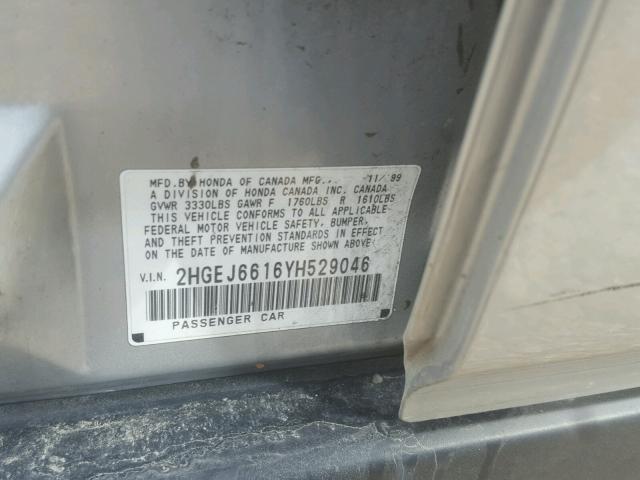 MFD. BY HONDA OF CANADA MFG., 11/99
A DIVISION OF HONDA CANADA INC. CANADA
GVWR 3330LBS GAWR F 1760LBS R 1610LBS
THIS VEHICLE CONFORMS TO ALL APPLICABLE
FEDERAL MOTOR VEHICLE SAFETY, BUMPER,
AND THEFT PREVENTION STANDARDS IN EFFECT
ON THE DATE OF MANUFACTURE SHOWN ABOVE.
V.I.N. 2HGEJ6616YH529046
PASSENGER CAR